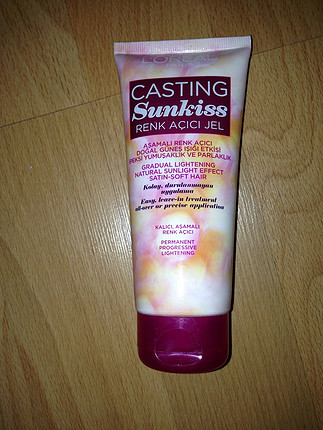 L'ORÉAL
CASTING
Sunkiss
RENK AÇICI JEL
AŞAMALI RENK AÇICI
DOĞAL GÜNEŞ IŞIĞI ETKİSİ
İPEKSİ YUMUŞAKLIK VE PARLAKLIK
GRADUAL LIGHTENING
NATURAL SUNLIGHT EFFECT
SATIN-SOFT HAIR
Kolay, durulanmayan
uygulama
Easy, leave-in treatment
all-over or precise application
KALICI, AŞAMALI
RENK AÇICI
PERMANENT
PROGRESSIVE
LIGHTENING